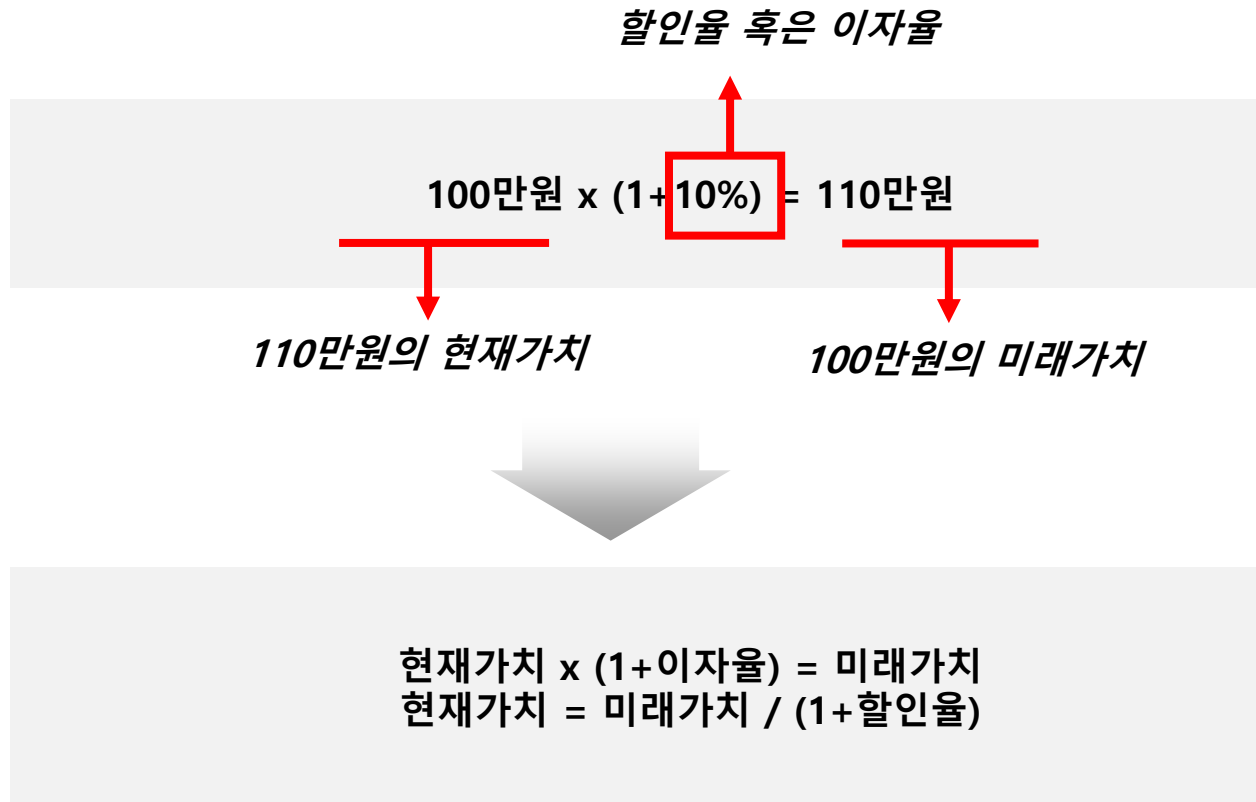 할인율 혹은 이자율
100만원 x (1+10%) = 110만원
110만원의 현재가치
100만원의 미래가치
현재가치 x (1+이자율) = 미래가치
현재가치 = 미래가치 / (1+할인율)